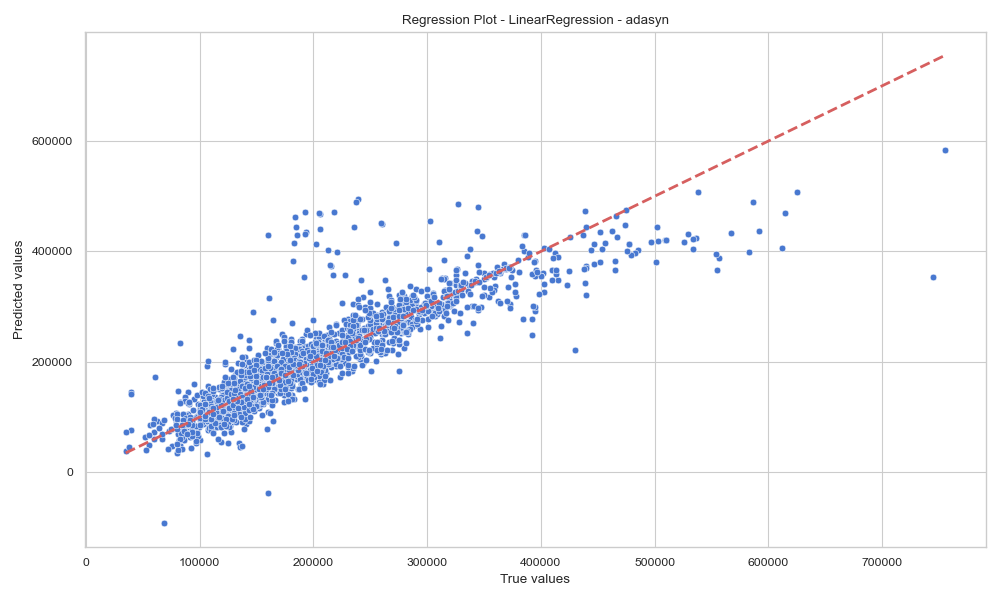 Regression Plot - LinearRegression - adasyn
Predicted values
600000
400000
200000
0
0 100000 200000 300000 400000 500000 600000 700000
True values